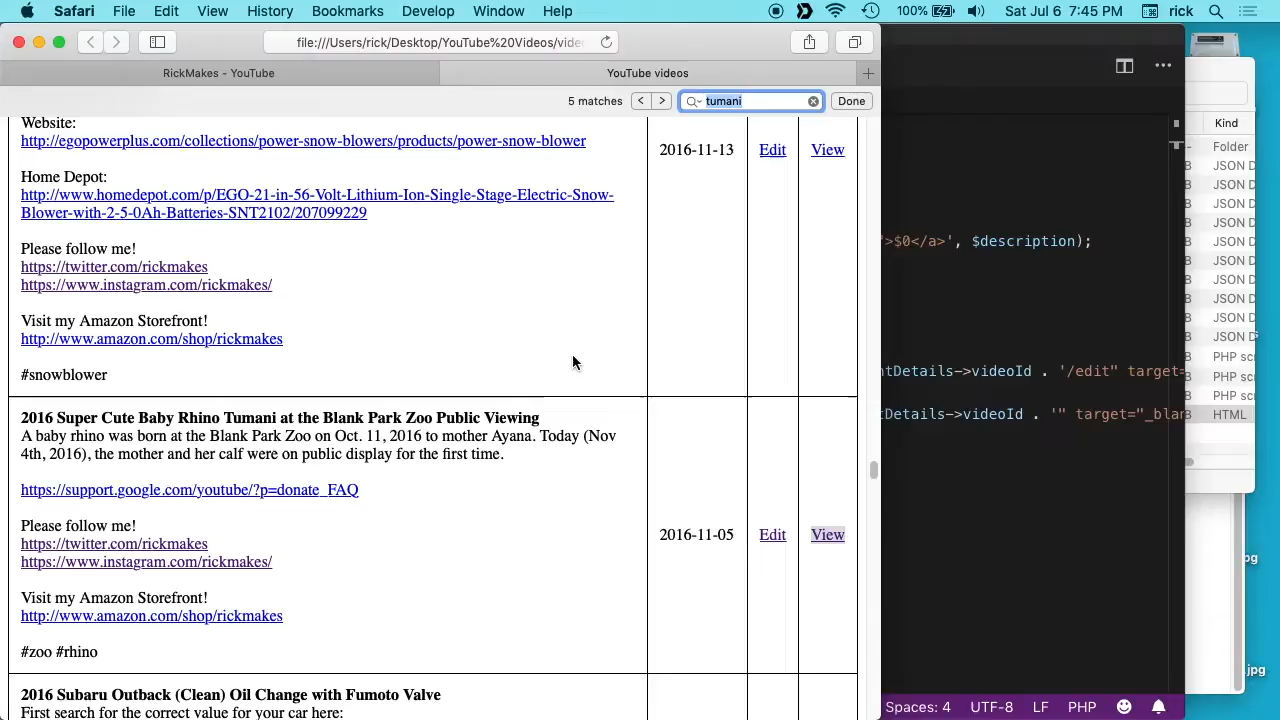 Safari File Edit View History Bookmarks Develop Window Help 100% Sat Jul 6 7:45 PM rick
file:///Users/rick/Desktop/YouTube%20Videos/vide
RickMakes - YouTube YouTube videos
5 matches tumani Done
Website:
http://egopowerplus.com/collections/power-snow-blowers/products/power-snow-blower
2016-11-13 Edit View
Home Depot:
http://www.homedepot.com/p/EGO-21-in-56-Volt-Lithium-Ion-Single-Stage-Electric-Snow-
Blower-with-2-5-0Ah-Batteries-SNT2102/207099229
Please follow me!
https://twitter.com/rickmakes
https://www.instagram.com/rickmakes/
Visit my Amazon Storefront!
http://www.amazon.com/shop/rickmakes
#snowblower
2016 Super Cute Baby Rhino Tumani at the Blank Park Zoo Public Viewing
A baby rhino was born at the Blank Park Zoo on Oct. 11, 2016 to mother Ayana. Today (Nov
4th, 2016), the mother and her calf were on public display for the first time.
https://support.google.com/youtube/?p=donate_FAQ
Please follow me!
2016-11-05 Edit View
https://twitter.com/rickmakes
https://www.instagram.com/rickmakes/
Visit my Amazon Storefront!
http://www.amazon.com/shop/rickmakes
#zoo #rhino
2016 Subaru Outback (Clean) Oil Change with Fumoto Valve
First search for the correct value for your car here:
">$0</a>', $description);
ntDetails->videoId . '/edit" target=
tDetails->videoId . '" target="_blan
Spaces: 4 UTF-8 LF PHP
Kind
-- Folder
B JSON D
B JSON D
B JSON D
B JSON D
B JSON D
B JSON D
B JSON D
B JSON D
B JSON D
B JSON D
B PHP scr
B PHP scr
B PHP scr
B HTML
pg
.jpg